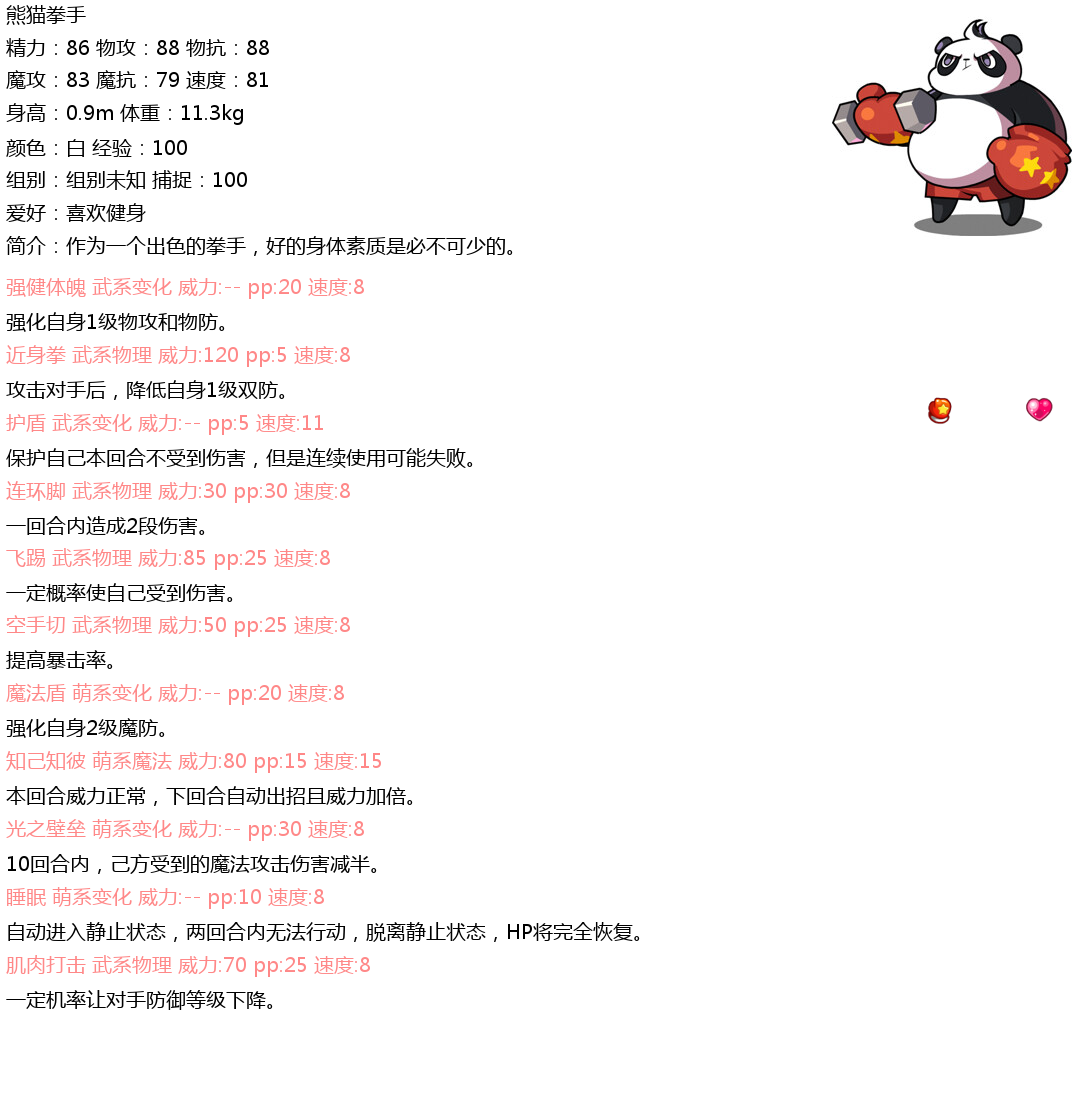 熊猫拳手
精力：86 物攻：88 物抗：88
魔攻：83 魔抗：79 速度：81
身高：0.9m 体重：11.3kg
颜色：白 经验：100
组别：组别未知 捕捉：100
爱好：喜欢健身
简介：作为一个出色的拳手，好的身体素质是必不可少的。
强健体魄 武系变化 威力:-- pp:20 速度:8
强化自身1级物攻和物防。
近身拳 武系物理 威力:120 pp:5 速度:8
攻击对手后，降低自身1级双防。
护盾 武系变化 威力:-- pp:5 速度:11
保护自己本回合不受到伤害，但是连续使用可能失败。
连环脚 武系物理 威力:30 pp:30 速度:8
一回合内造成2段伤害。
飞踢 武系物理 威力:85 pp:25 速度:8
一定概率使自己受到伤害。
空手切 武系物理 威力:50 pp:25 速度:8
提高暴击率。
魔法盾 萌系变化 威力:-- pp:20 速度:8
强化自身2级魔防。
知己知彼 萌系魔法 威力:80 pp:15 速度:15
本回合威力正常，下回合自动出招且威力加倍。
光之壁垒 萌系变化 威力:-- pp:30 速度:8
10回合内，己方受到的魔法攻击伤害减半。
睡眠 萌系变化 威力:-- pp:10 速度:8
自动进入静止状态，两回合内无法行动，脱离静止状态，HP将完全恢复。
肌肉打击 武系物理 威力:70 pp:25 速度:8
一定机率让对手防御等级下降。